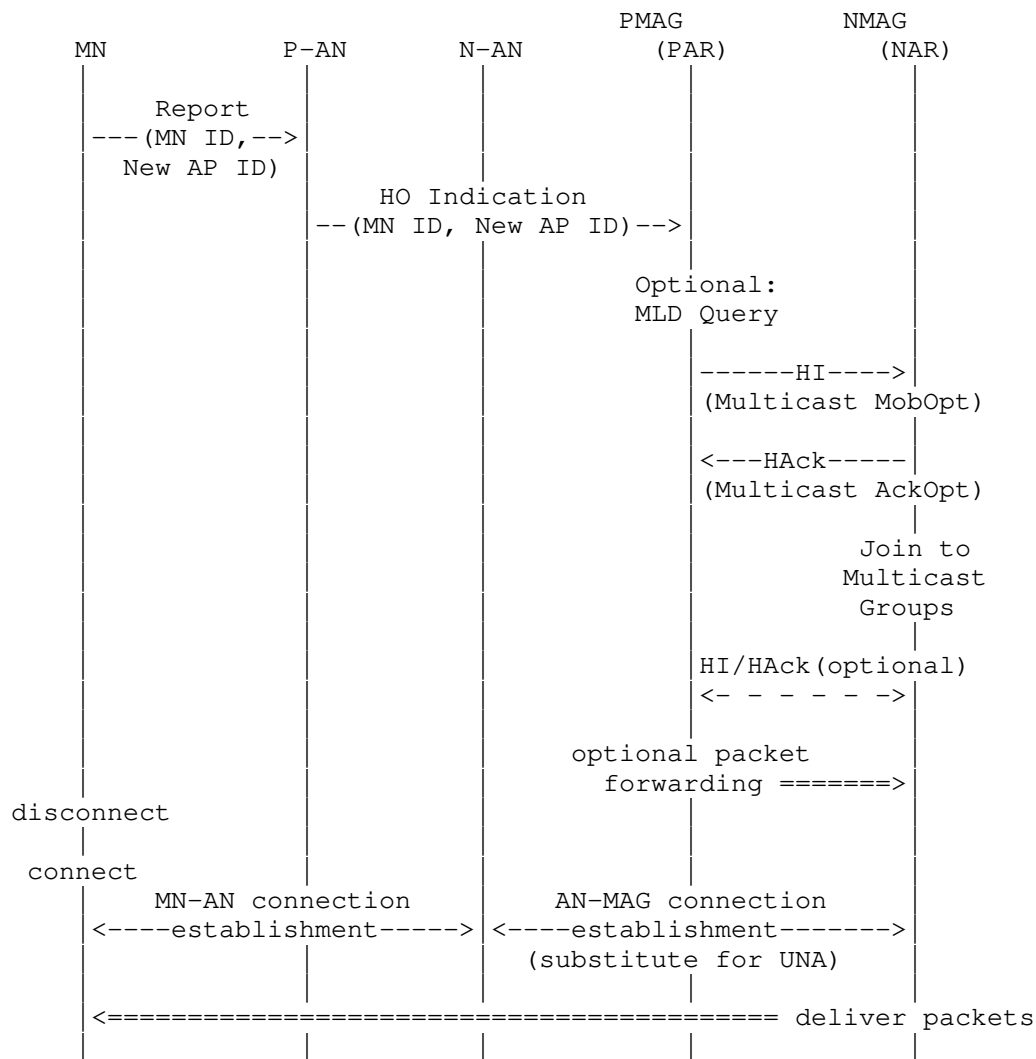 PMAG NMAG
MN P-AN N-AN (PAR) (NAR)
Report
---(MN ID,-->
New AP ID)
HO Indication
--(MN ID, New AP ID)-->
Optional:
MLD Query
------HI---->
(Multicast MobOpt)
<---HAck-----
(Multicast AckOpt)
Join to
Multicast
Groups
HI/HAck(optional)
<- - - - - ->
optional packet
forwarding =======>
disconnect
connect
MN-AN connection AN-MAG connection
<----establishment-----> <----establishment------->
(substitute for UNA)
<========================================== deliver packets